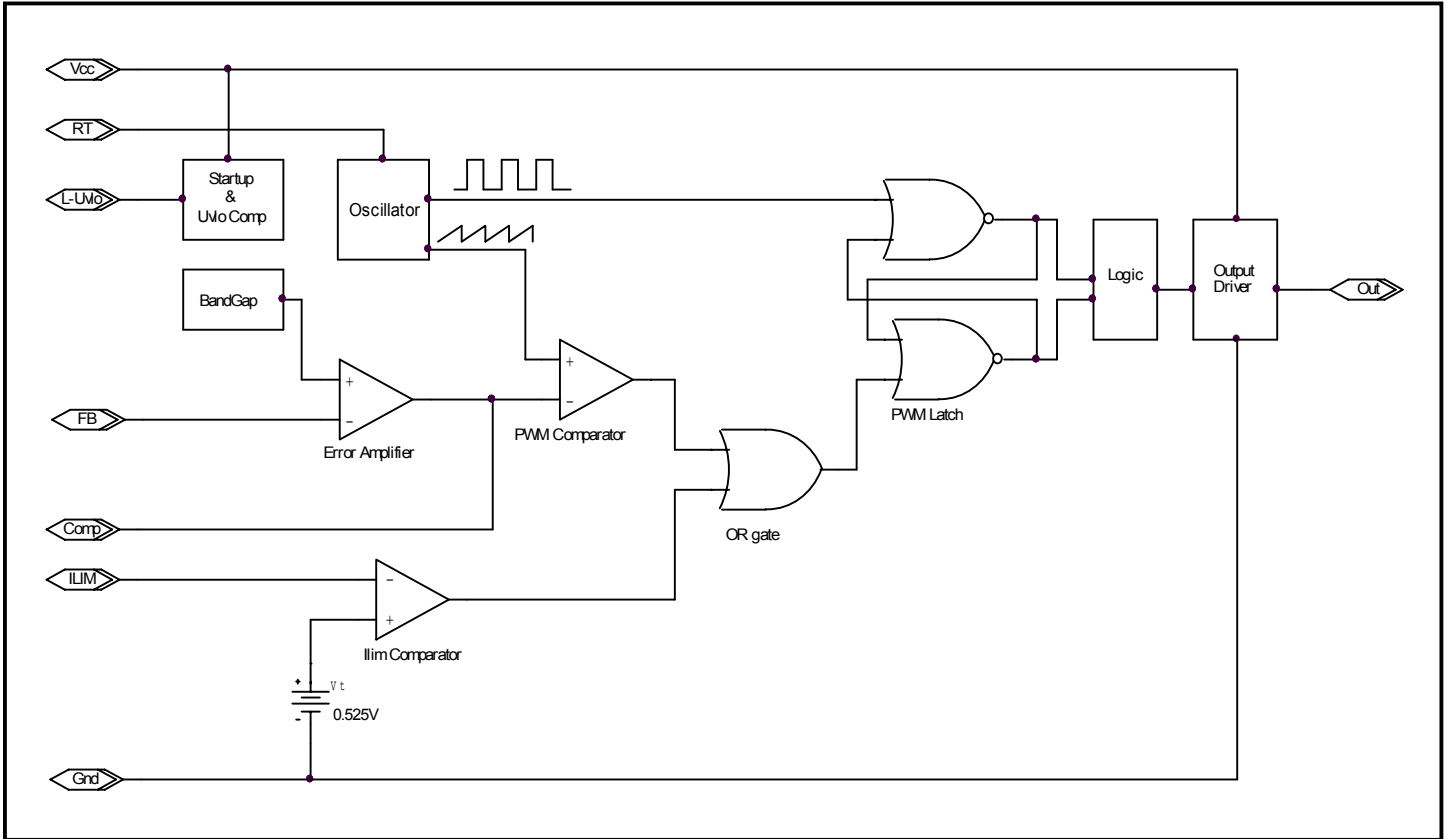 Vcc
RT
L-Uvlo
Startup
&
Uvlo Comp
Oscillator
BandGap
Logic
Output
Driver
Out
+
-
FB
Error Amplifier
+
-
PWM Comparator
PWM Latch
OR gate
Comp
ILIM
-
+
Ilim Comparator
+
Vt
-
0.525V
Gnd